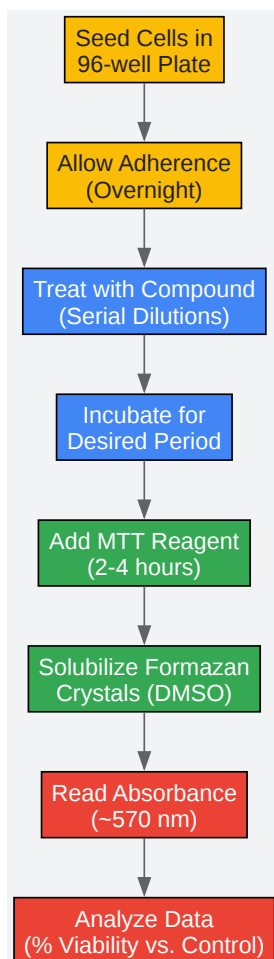 Seed Cells in
96-well Plate
Allow Adherence
(Overnight)
Treat with Compound
(Serial Dilutions)
Incubate for
Desired Period
Add MTT Reagent
(2-4 hours)
Solubilize Formazan
Crystals (DMSO)
Read Absorbance
(~570 nm)
Analyze Data
(% Viability vs. Control)